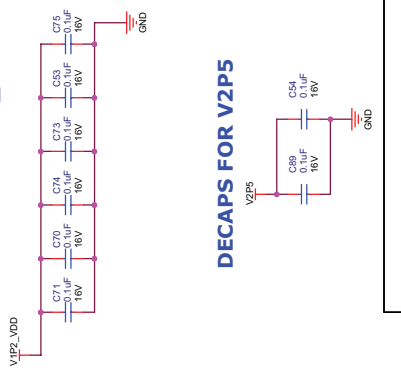 V1P2_VDD
C71
0.1uF
16V
C70
0.1uF
16V
C74
0.1uF
16V
C73
0.1uF
16V
C53
0.1uF
16V
C75
0.1uF
16V
GND
DECAPS FOR V2P5
V2P5
C89
0.1uF
16V
C54
0.1uF
16V
GND